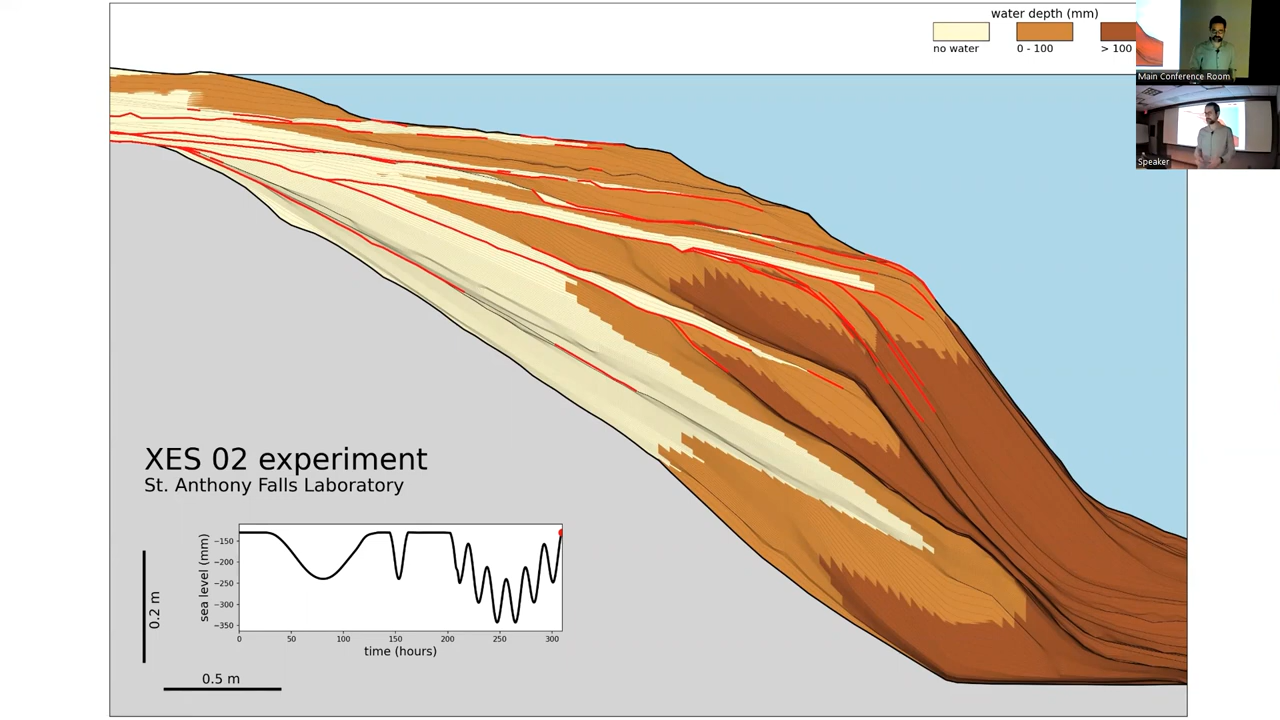 water depth (mm)
no water
0 - 100
> 100
Main Conference Room
Speaker
XES 02 experiment
St. Anthony Falls Laboratory
sea level (mm)
−150
−200
−250
−300
−350
0
50
100
150
200
250
300
time (hours)
0.2 m
0.5 m